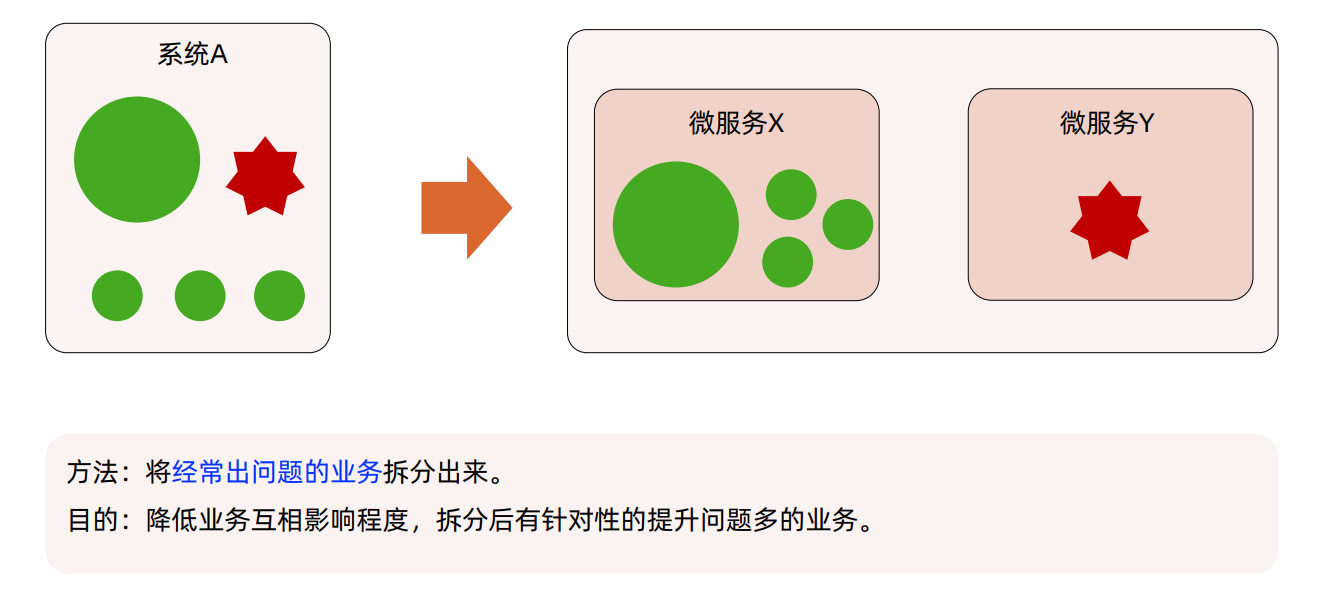 系统A
微服务X
微服务Y
方法：将经常出问题的业务拆分出来。
目的：降低业务互相影响程度，拆分后有针对性的提升问题多的业务。